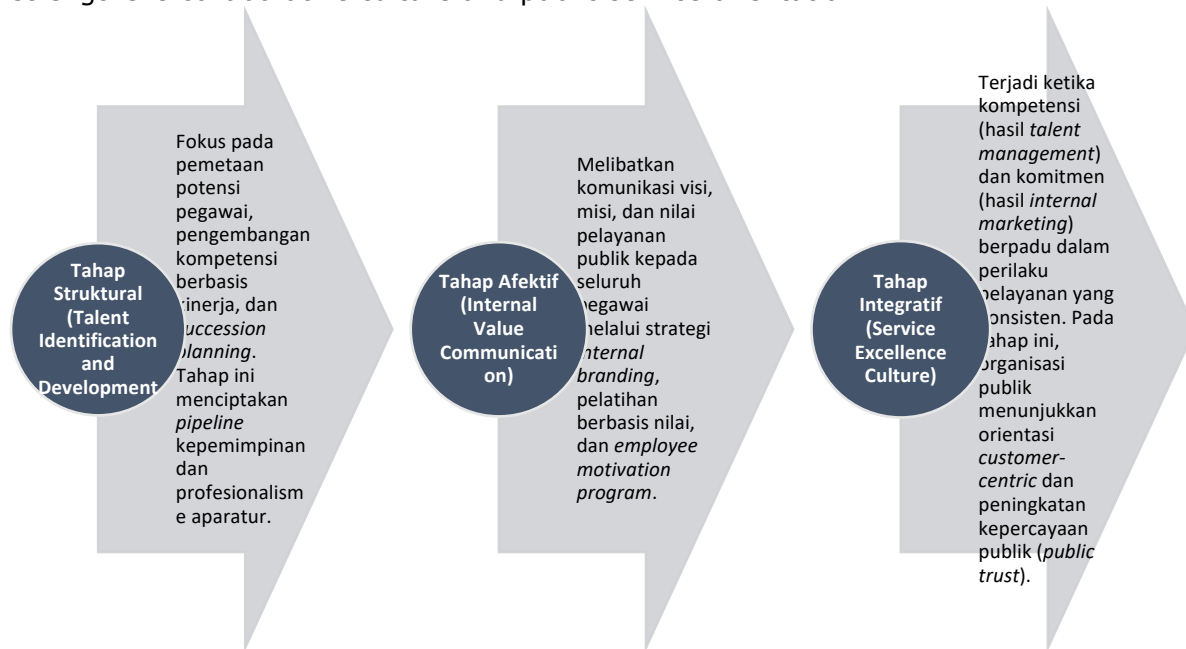 Tahap
Struktural
(Talent
Identification
and
Development
Fokus pada
pemetaan
potensi
pegawai,
pengembangan
kompetensi
berbasis
kinerja, dan
succession
planning.
Tahap ini
menciptakan
pipeline
kepemimpinan
dan
profesionalism
e aparatur.
Tahap Afektif
(Internal
Value
Communicati
on)
Melibatkan
komunikasi visi,
misi, dan nilai
pelayanan
publik kepada
seluruh
pegawai
melalui strategi
internal
branding,
pelatihan
berbasis nilai,
dan employee
motivation
program.
Tahap
Integratif
(Service
Excellence
Culture)
Terjadi ketika
kompetensi
(hasil talent
management)
dan komitmen
(hasil internal
marketing)
berpadu dalam
perilaku
pelayanan yang
konsisten. Pada
tahap ini,
organisasi
publik
menunjukkan
orientasi
customer-
centric dan
peningkatan
kepercayaan
publik (public
trust).